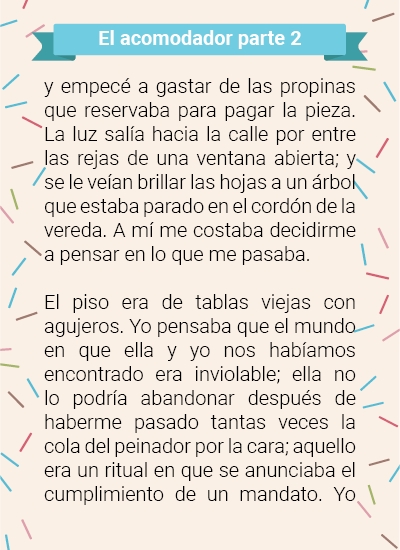 El acomodador parte 2
y empecé a gastar de las propinas
que reservaba para pagar la pieza.
La luz salía hacia la calle por entre
las rejas de una ventana abierta; y
se le veían brillar las hojas a un árbol
que estaba parado en el cordón de la
vereda. A mí me costaba decidirme
a pensar en lo que me pasaba.
El piso era de tablas viejas con
agujeros. Yo pensaba que el mundo
en que ella y yo nos habíamos
encontrado era inviolable; ella no
lo podría abandonar después de
haberme pasado tantas veces la
cola del peinador por la cara; aquello
era un ritual en que se anunciaba el
cumplimiento de un mandato. Yo